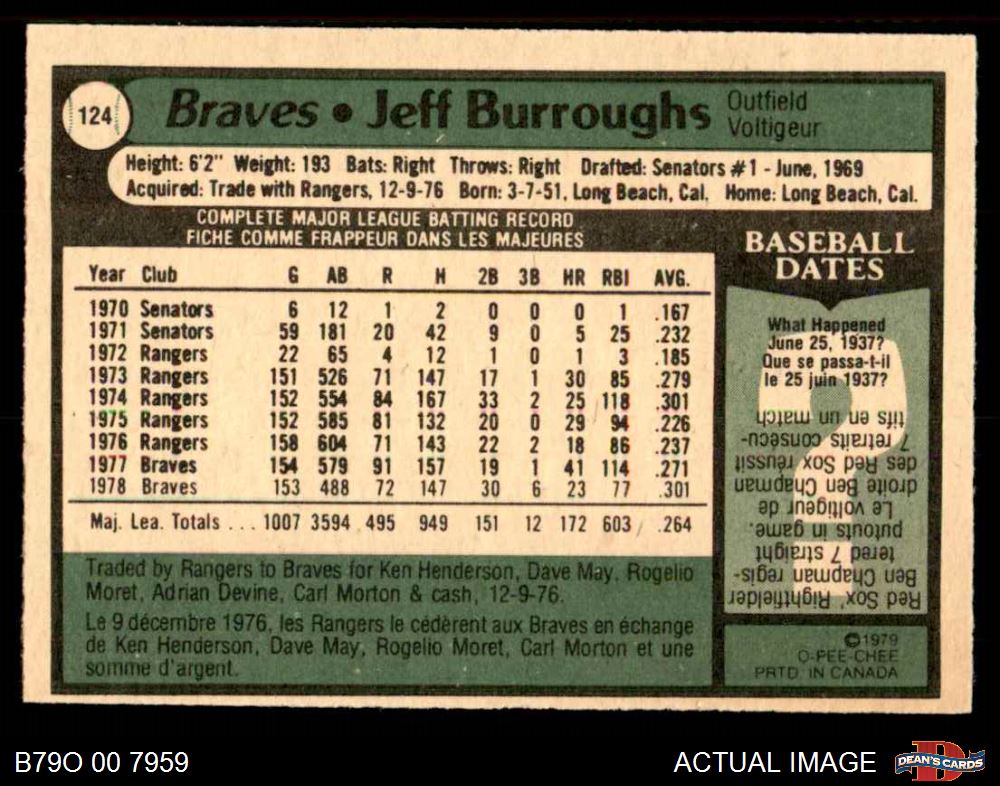 124
Braves • Jeff Burroughs
Outfield
Voltigeur
Height: 6'2" Weight: 193 Bats: Right Throws: Right Drafted: Senators #1 - June, 1969
Acquired: Trade with Rangers, 12-9-76 Born: 3-7-51, Long Beach, Cal. Home: Long Beach, Cal.
COMPLETE MAJOR LEAGUE BATTING RECORD
FICHE COMME FRAPPEUR DANS LES MAJEURES
Year Club G AB R H 2B 3B HR RBI AVG.
1970 Senators 6 12 1 2 0 0 0 1 .167
1971 Senators 59 181 20 42 9 0 5 25 .232
1972 Rangers 22 65 4 12 1 0 1 3 .185
1973 Rangers 151 526 71 147 17 1 30 85 .279
1974 Rangers 152 554 84 167 33 2 25 118 .301
1975 Rangers 152 585 81 132 20 0 29 94 .226
1976 Rangers 158 604 71 143 22 2 18 86 .237
1977 Braves 154 579 91 157 19 1 41 114 .271
1978 Braves 153 488 72 147 30 6 23 77 .301
Maj. Lea. Totals . . . 1007 3594 495 949 151 12 172 603 .264
Traded by Rangers to Braves for Ken Henderson, Dave May, Rogelio
Moret, Adrian Devine, Carl Morton & cash, 12-9-76.
Le 9 décembre 1976, les Rangers le cédèrent aux Braves en échange
de Ken Henderson, Dave May, Rogelio Moret, Carl Morton et une
somme d'argent.
BASEBALL
DATES
What Happened
June 25, 1937?
Que se passa-t-il
le 25 juin 1937?
Red Sox' Rightfielder
Ben Chapman regis-
tered 7 straight
putouts in game.
Le voltigeur de
droite Ben Chapman
des Red Sox réussit
7 retraits consécu-
tifs en un match
©1979
O-PEE-CHEE
PRTD. IN CANADA
B79O 00 7959
ACTUAL IMAGE
DEAN'S CARDS